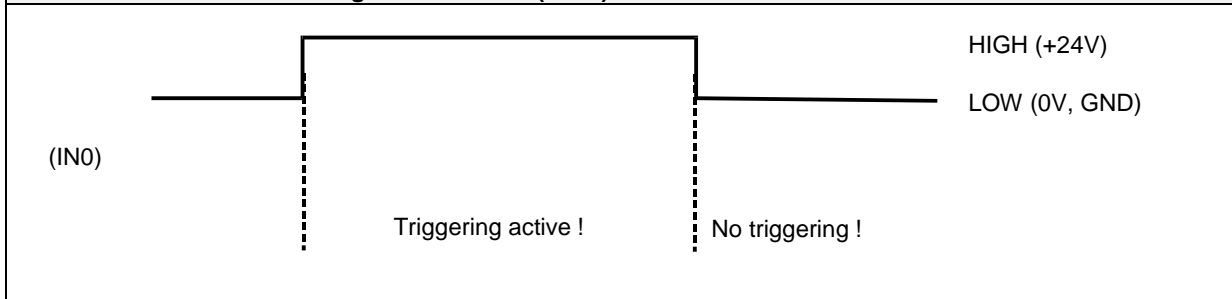 HIGH (+24V)
LOW (0V, GND)
(IN0)
Triggering active !
No triggering !